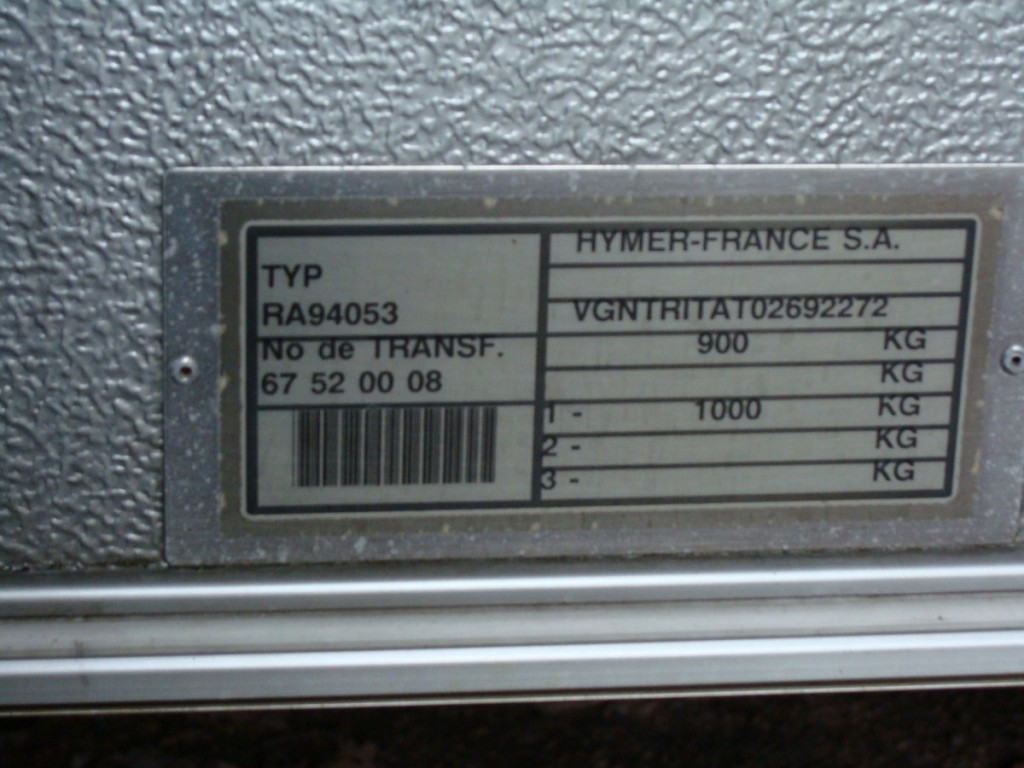 TYP
RA94053
No de TRANSF.
67 52 00 08
HYMER-FRANCE S.A.
VGNTRITAT02692272
900 KG
KG
1 - 1000 KG
2 - KG
3 - KG